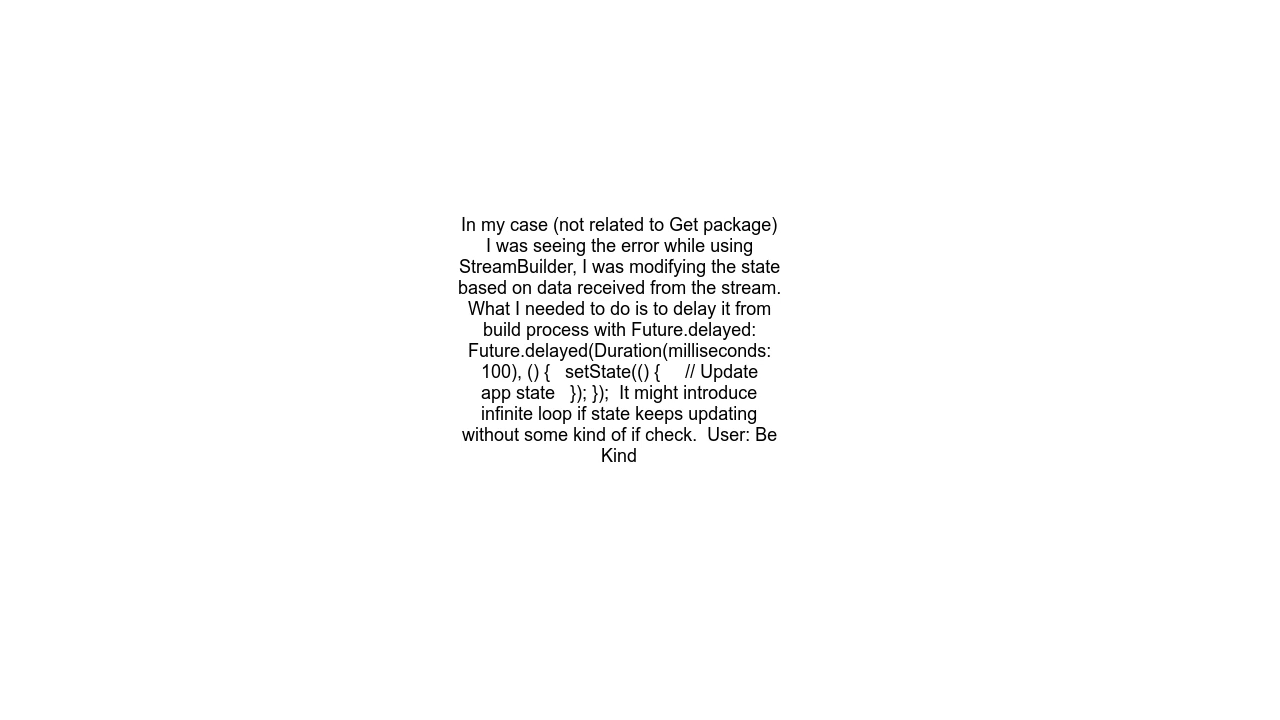 In my case (not related to Get package)
I was seeing the error while using
StreamBuilder, I was modifying the state
based on data received from the stream.
What I needed to do is to delay it from
build process with Future.delayed:
Future.delayed(Duration(milliseconds:
100), () {   setState(() {     // Update
app state   }); });  It might introduce
infinite loop if state keeps updating
without some kind of if check.  User: Be
Kind